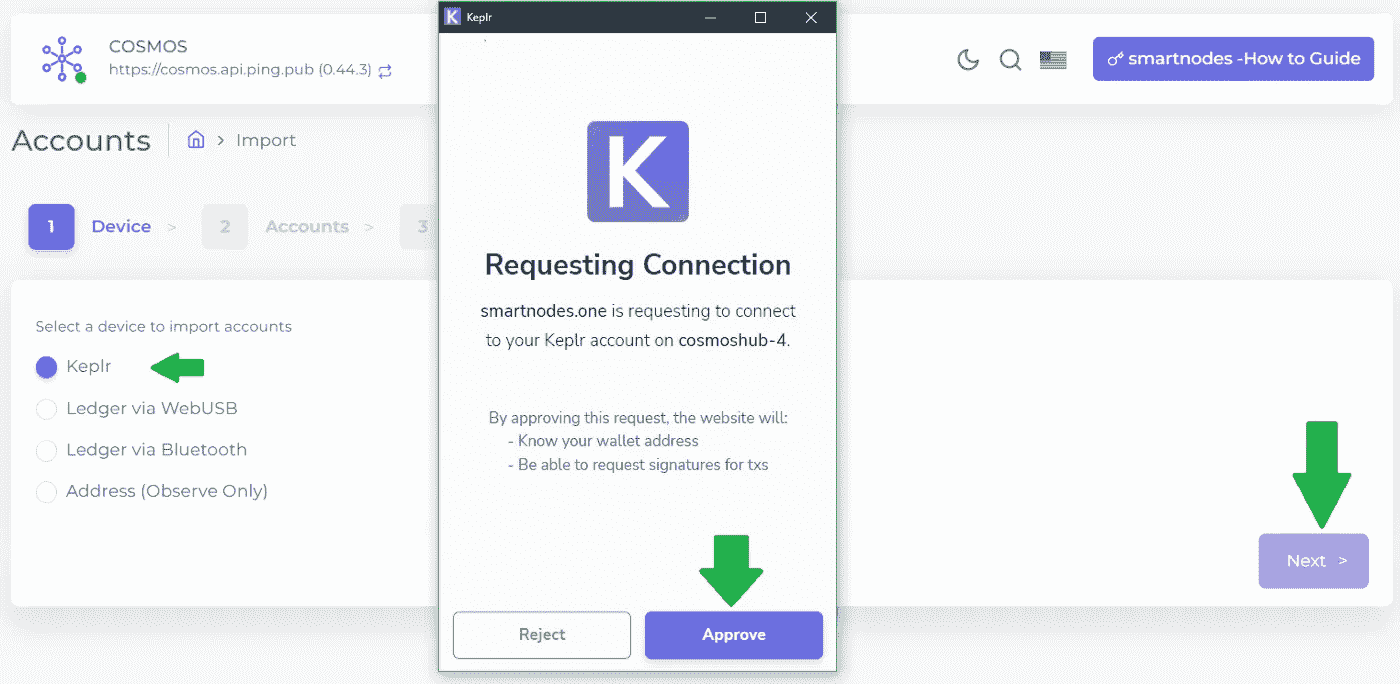 K Keplr
COSMOS
https://cosmos.api.ping.pub (0.44.3)
smartnodes -How to Guide
Accounts
Import
1 Device > 2 Accounts > 3
Select a device to import accounts
Keplr
Ledger via WebUSB
Ledger via Bluetooth
Address (Observe Only)
K
Requesting Connection
smartnodes.one is requesting to connect
to your Keplr account on cosmoshub-4.
By approving this request, the website will:
- Know your wallet address
- Be able to request signatures for txs
Reject
Approve
Next >